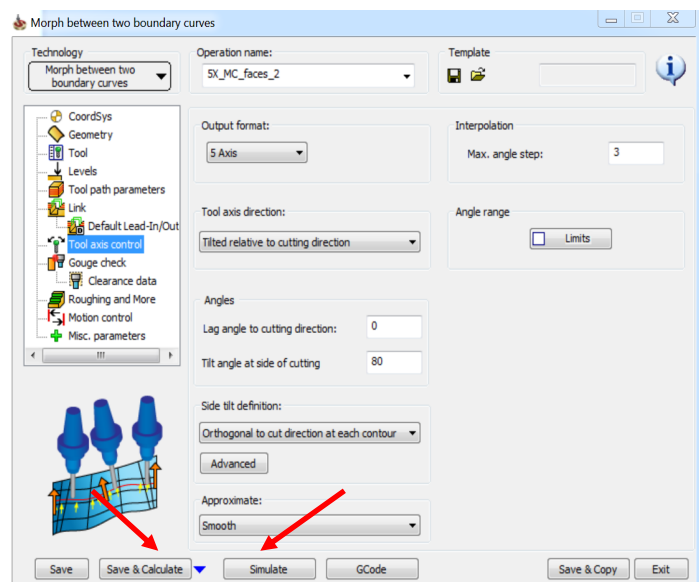 Morph between two boundary curves
Technology
Morph between two
boundary curves
Operation name:
5X_MC_faces_2
Template
CoordSys
Geometry
Tool
Levels
Tool path parameters
Link
Default Lead-In/Out
Tool axis control
Gouge check
Clearance data
Roughing and More
Motion control
Misc. parameters
Output format:
5 Axis
Interpolation
Max. angle step:
3
Tool axis direction:
Tilted relative to cutting direction
Angle range
Limits
Angles
Lag angle to cutting direction:
0
Tilt angle at side of cutting
80
Side tilt definition:
Orthogonal to cut direction at each contour
Advanced
Approximate:
Smooth
Save
Save & Calculate
Simulate
GCode
Save & Copy
Exit